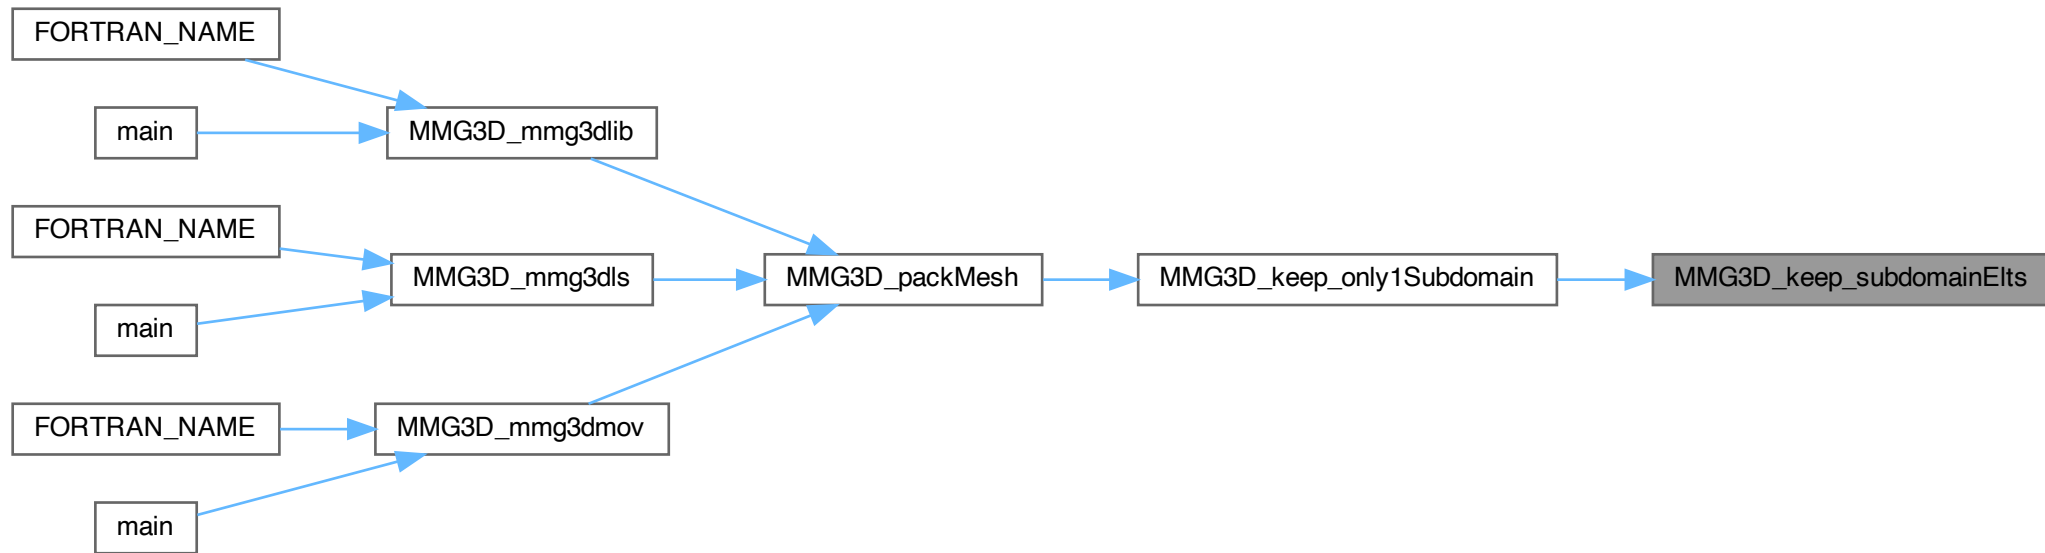 FORTRAN_NAME
main
MMG3D_mmg3dlib
FORTRAN_NAME
MMG3D_mmg3dls
MMG3D_packMesh
MMG3D_keep_only1Subdomain
MMG3D_keep_subdomainElts
main
FORTRAN_NAME
MMG3D_mmg3dmov
main